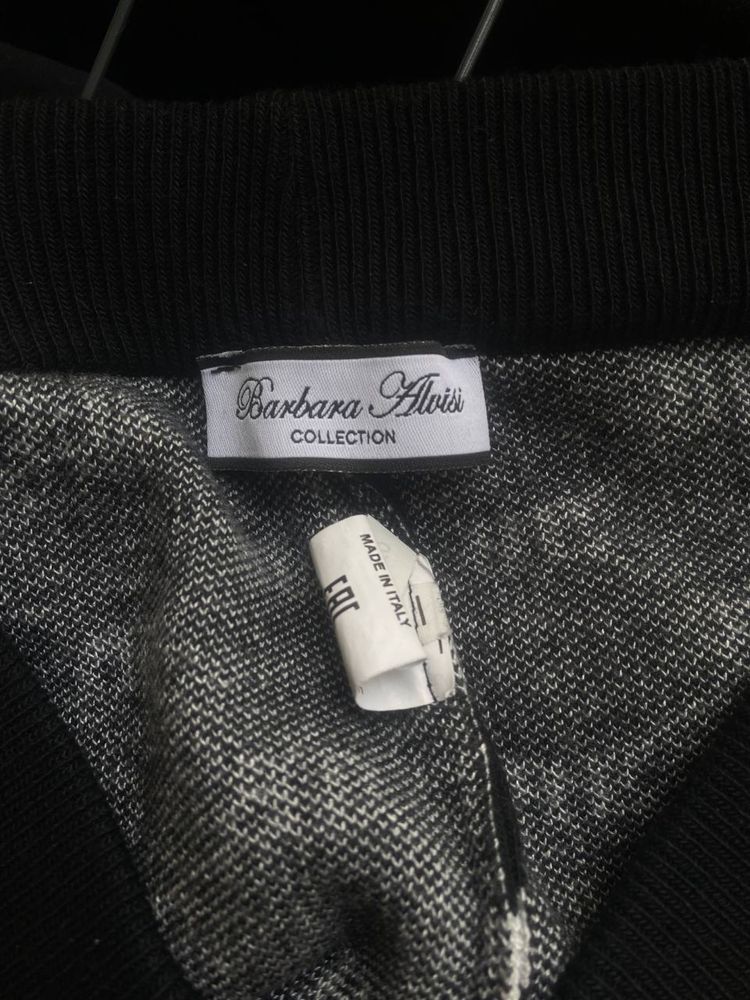 Barbara Alvisi
COLLECTION
MADE IN ITALY
EAC